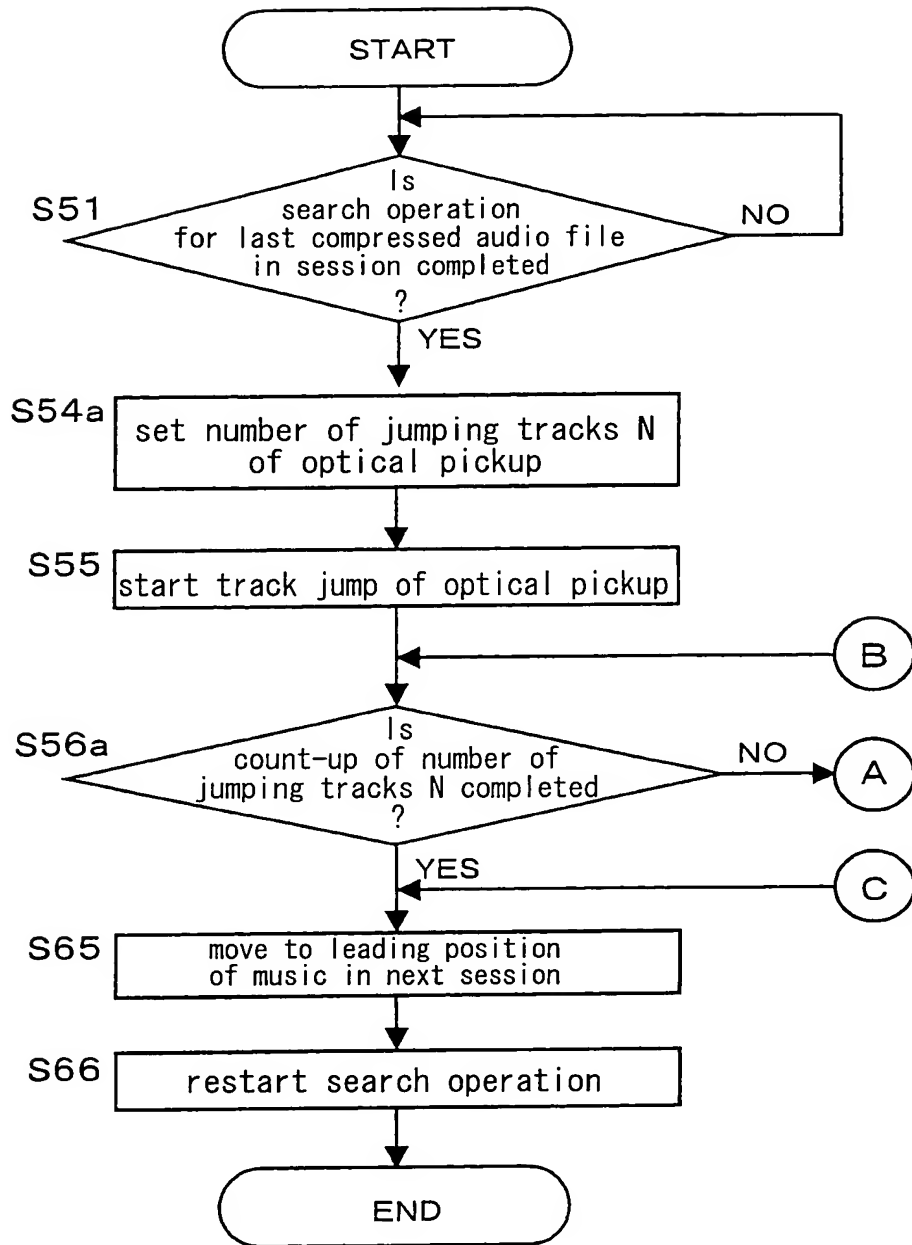 START
S51
Is
search operation
for last compressed audio file
in session completed
?
NO
YES
S54a
set number of jumping tracks N
of optical pickup
S55
start track jump of optical pickup
B
S56a
Is
count-up of number of
jumping tracks N completed
?
NO
A
YES
C
S65
move to leading position
of music in next session
S66
restart search operation
END